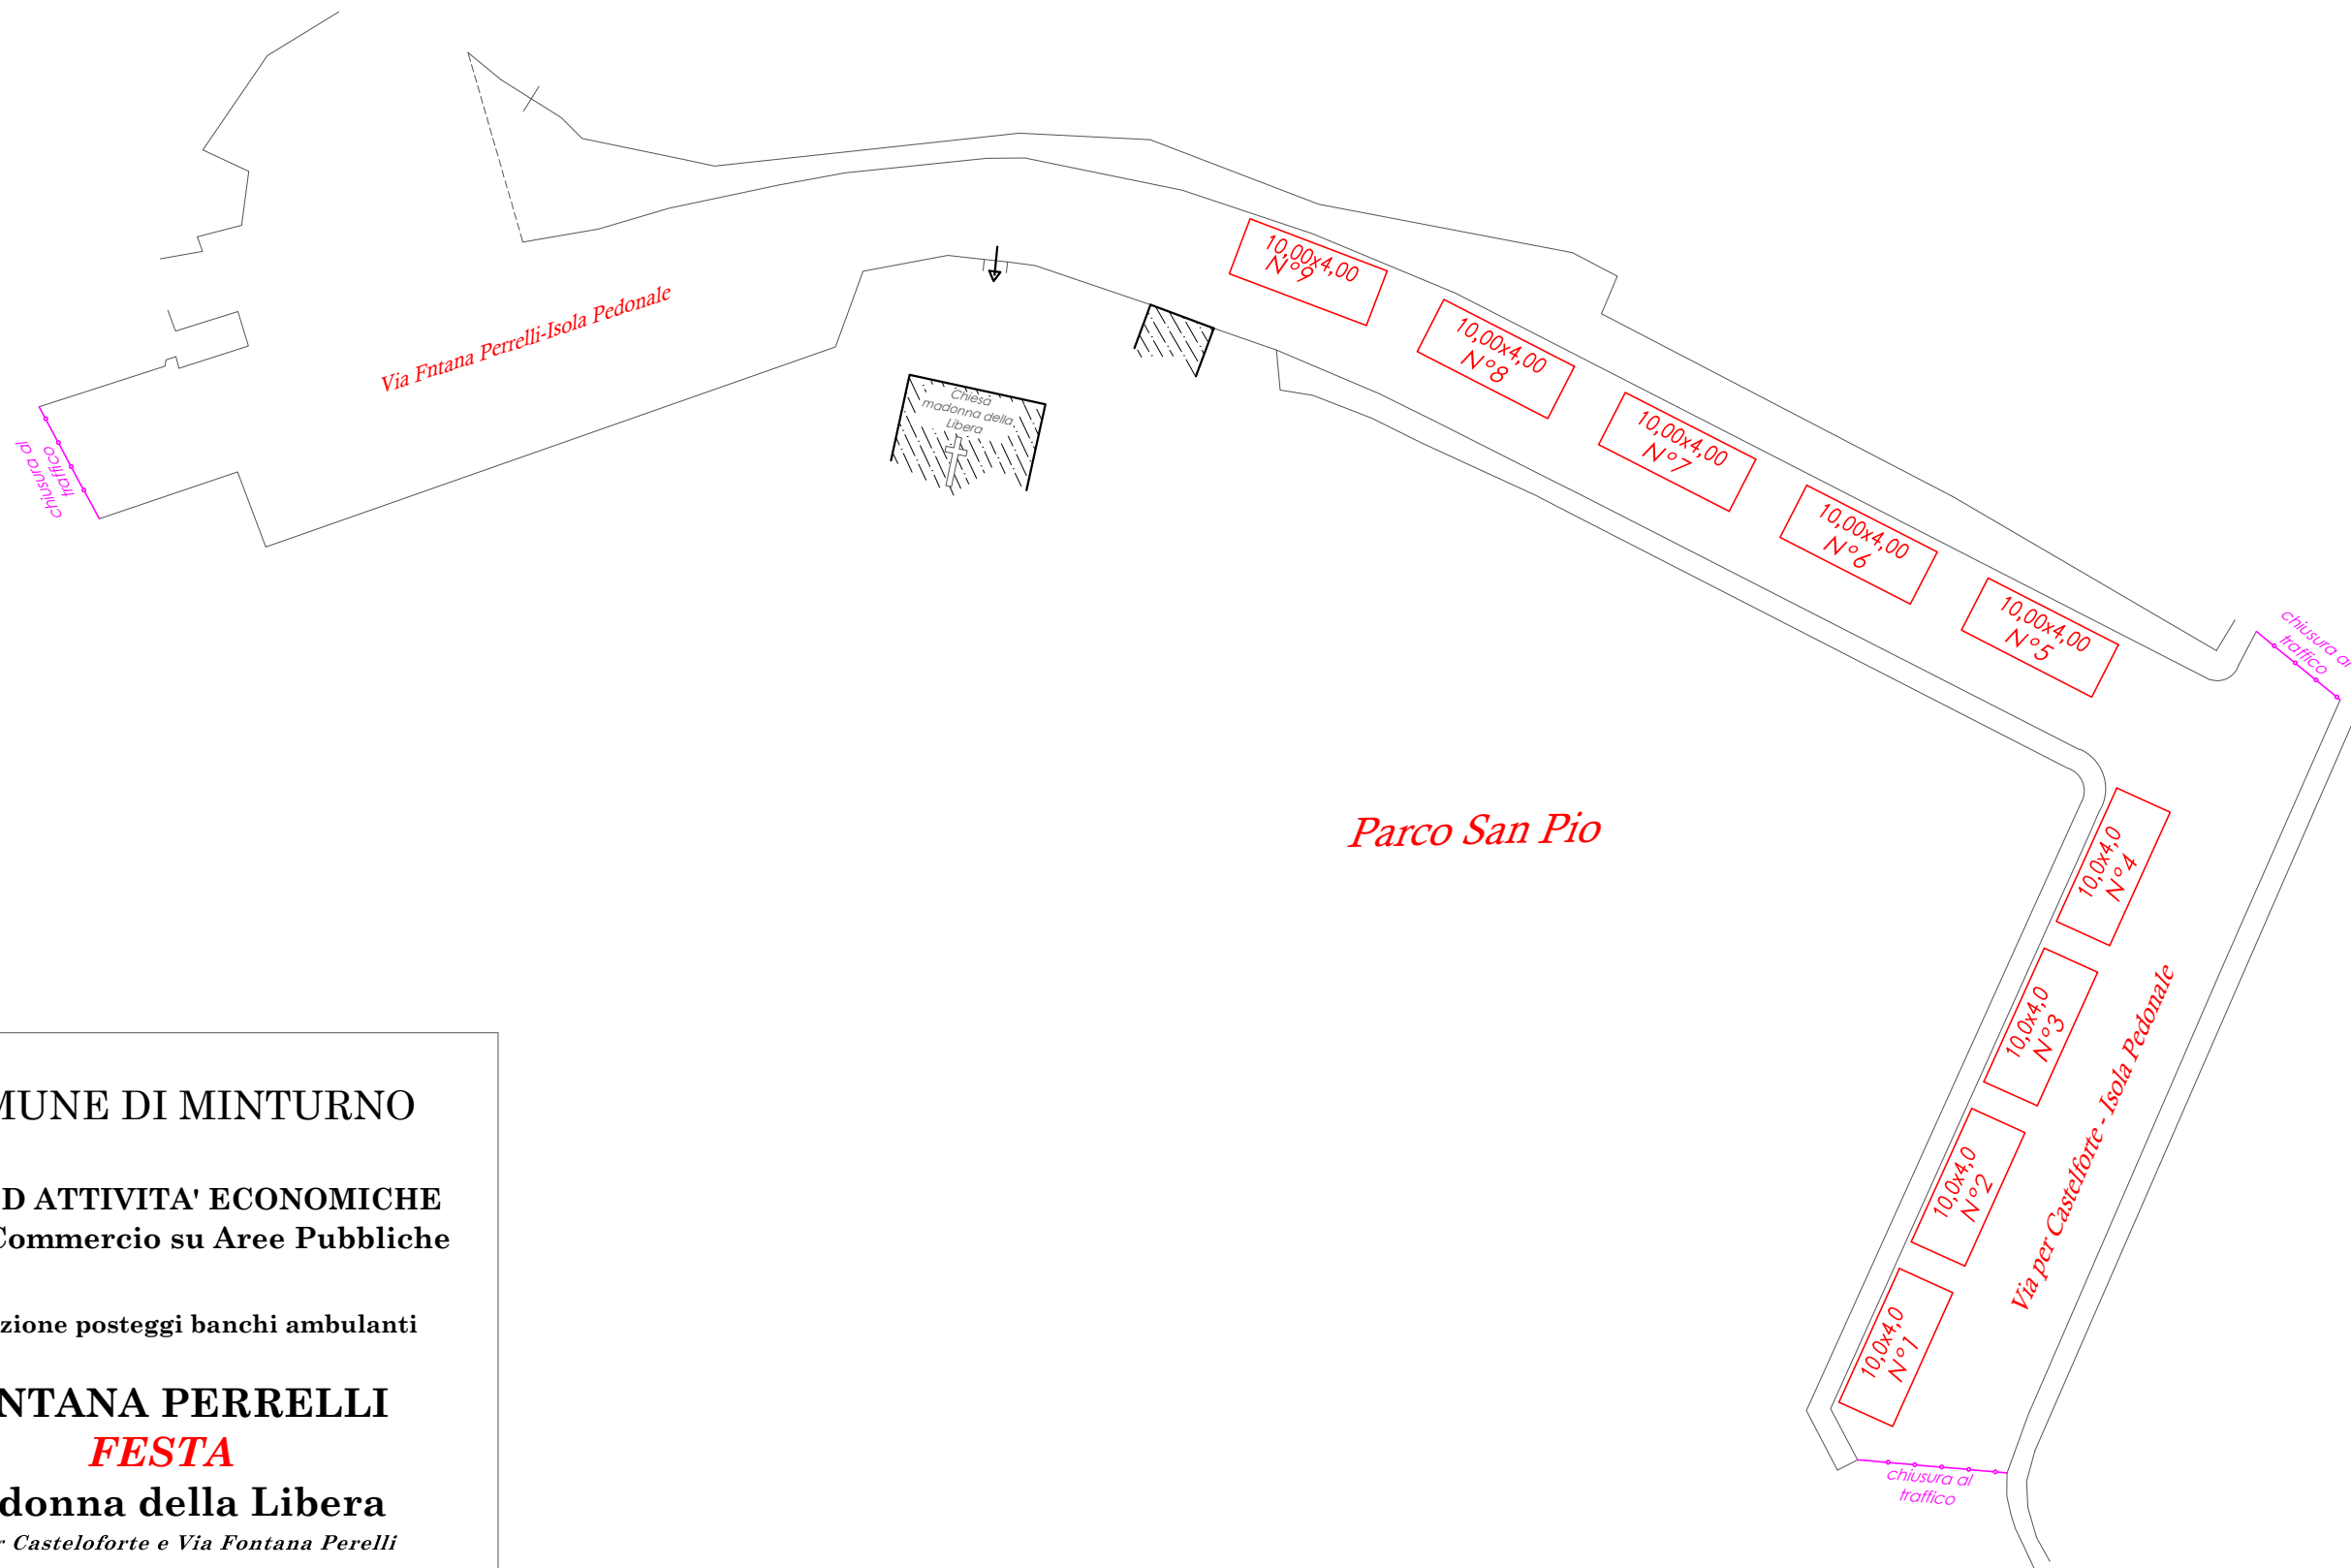 10,00x4,00
N°9
10,00x4,00
N°8
10,00x4,00
N°7
10,00x4,00
N°6
10,00x4,00
N°5
Via Fntana Perrelli-Isola Pedonale
Chiesa
madonna della
Libera
chiusura al
traffico
chiusura al
traffico
Parco San Pio
10,0x4,0
N°4
10,0x4,0
N°3
10,0x4,0
N°2
10,0x4,0
N°1
Via per Castelforte - Isola Pedonale
chiusura al
traffico
MUNE DI MINTURNO
D ATTIVITA' ECONOMICHE
Commercio su Aree Pubbliche
zione posteggi banchi ambulanti
NTANA PERRELLI
FESTA
donna della Libera
r Casteloforte e Via Fontana Perelli